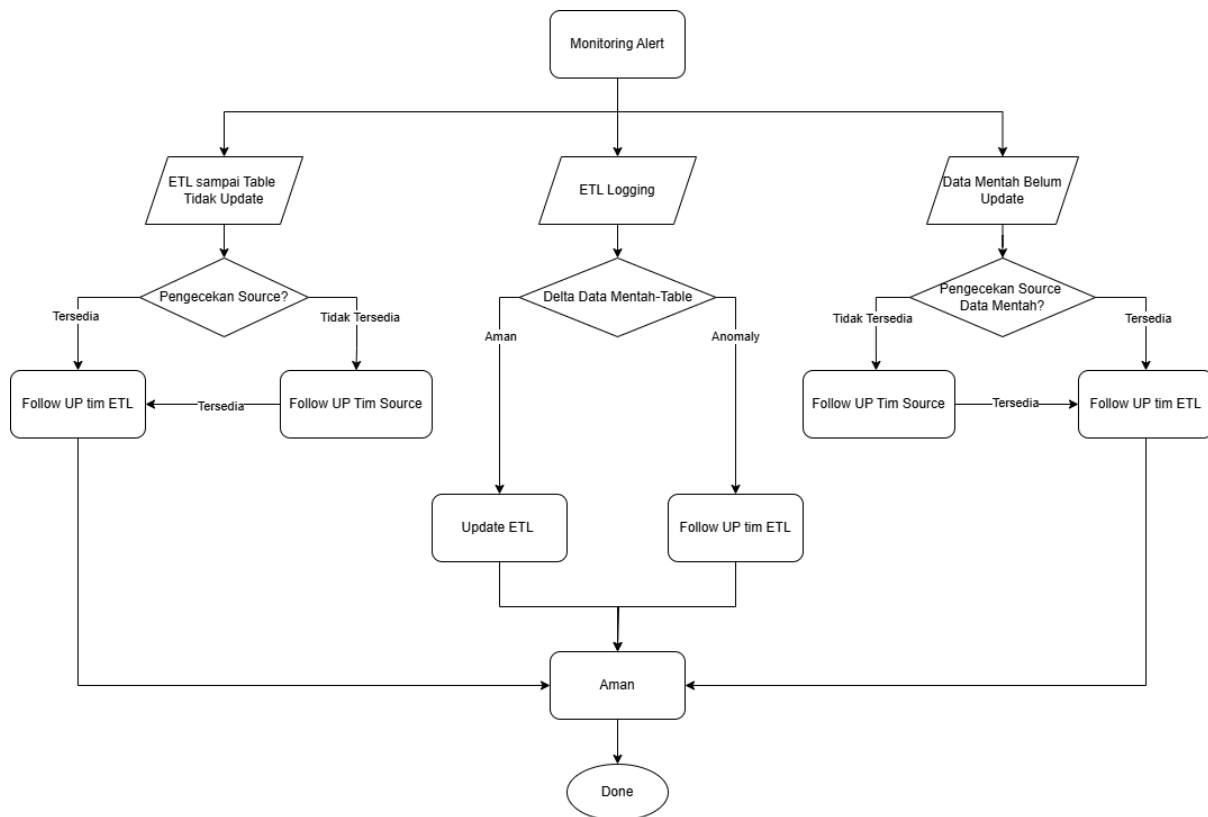 Monitoring Alert
ETL sampai Table
Tidak Update
ETL Logging
Data Mentah Belum
Update
Pengecekan Source?
Delta Data Mentah-Table
Pengecekan Source
Data Mentah?
Tersedia
Tidak Tersedia
Aman
Anomaly
Tidak Tersedia
Tersedia
Follow UP tim ETL
Tersedia
Follow UP Tim Source
Follow UP Tim Source
Tersedia
Follow UP tim ETL
Update ETL
Follow UP tim ETL
Aman
Done